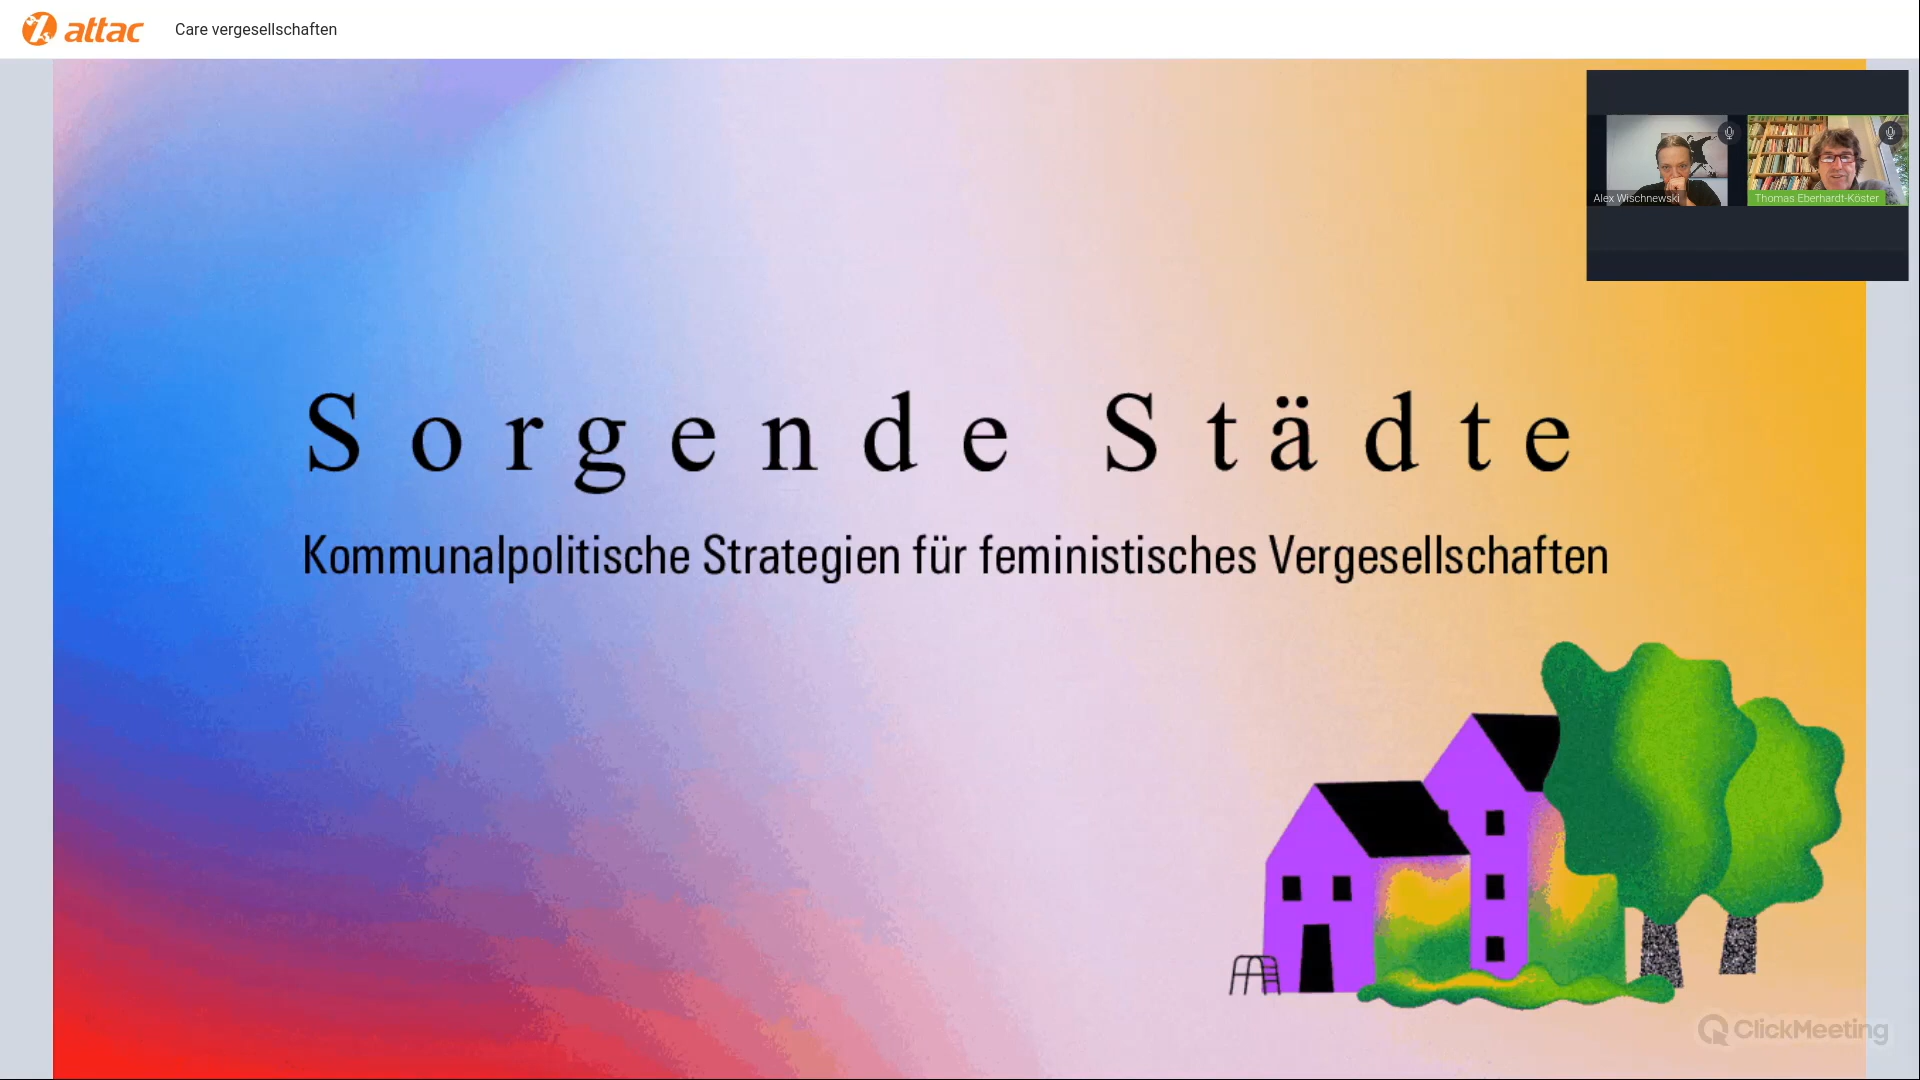 attac
Care vergesellschaften
Alex Wischnewski
Thomas Eberhardt-Köster
Sorgende Städte
Kommunalpolitische Strategien für feministisches Vergesellschaften
ClickMeeting